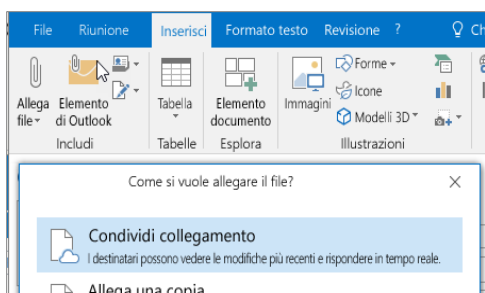 File Riunione Inserisci Formato testo Revisione ?
Allega file
Elemento di Outlook
Tabella
Elemento documento
Immagini
Forme
Icone
Modelli 3D
Includi Tabelle Esplora Illustrazioni
Come si vuole allegare il file?
Condividi collegamento
I destinatari possono vedere le modifiche più recenti e rispondere in tempo reale.
Allega una copia